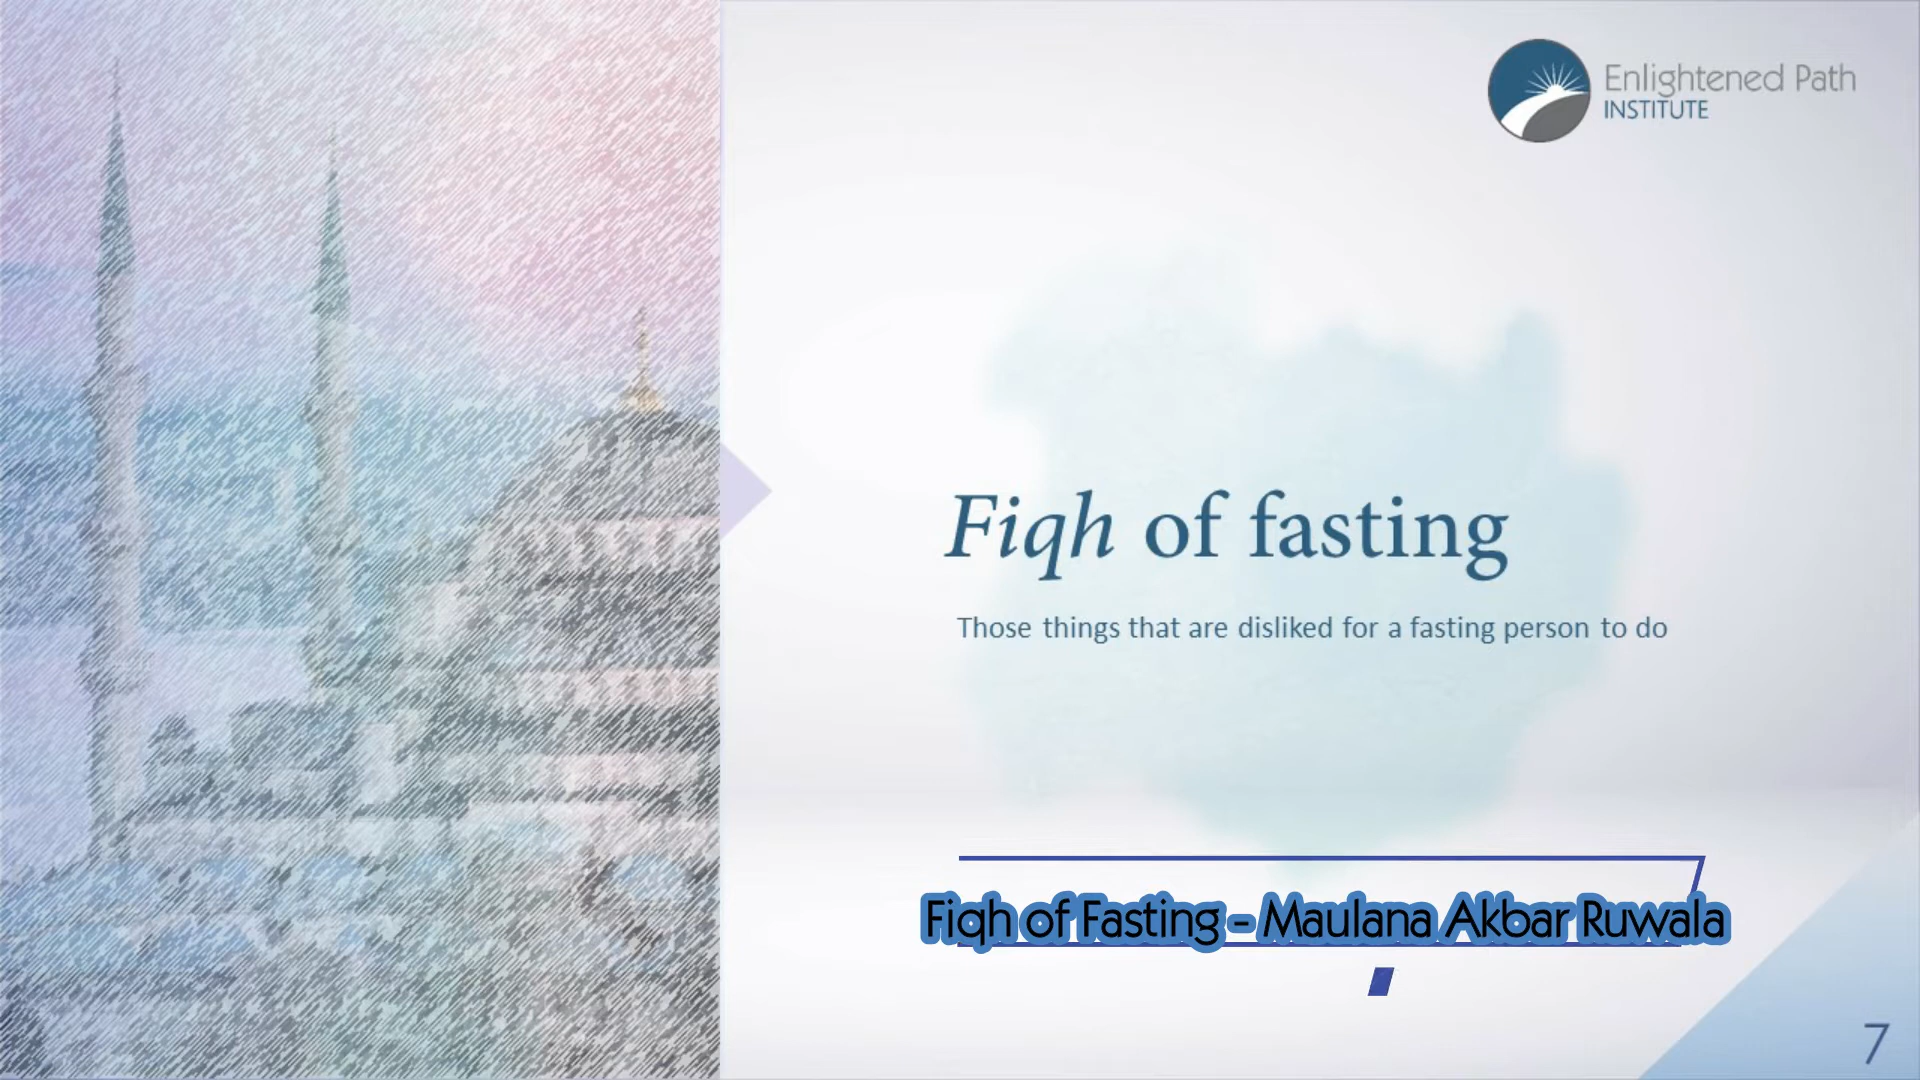 Enlightened Path
INSTITUTE
Fiqh of fasting
Those things that are disliked for a fasting person to do
Fiqh of Fasting - Maulana Akbar Ruwala
7